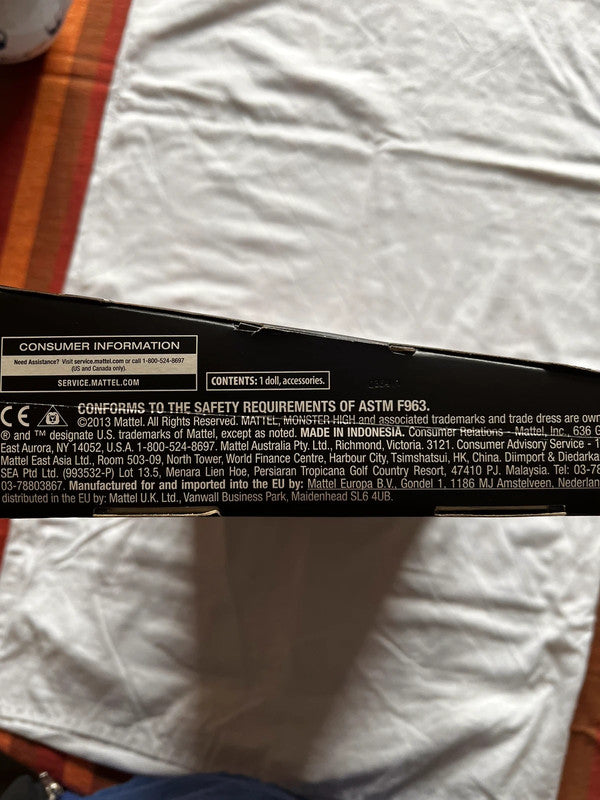 CONSUMER INFORMATION
Need Assistance? Visit service.mattel.com or call 1-800-524-8697
(US and Canada only).
SERVICE.MATTEL.COM
CONTENTS: 1 doll, accessories.
CE
CONFORMS TO THE SAFETY REQUIREMENTS OF ASTM F963.
©2013 Mattel. All Rights Reserved. MATTEL, MONSTER HIGH and associated trademarks and trade dress are own
® and ™ designate U.S. trademarks of Mattel, except as noted. MADE IN INDONESIA. Consumer Relations - Mattel, Inc., 636 G
East Aurora, NY 14052, U.S.A. 1-800-524-8697. Mattel Australia Pty. Ltd., Richmond, Victoria. 3121. Consumer Advisory Service - 1
Mattel East Asia Ltd., Room 503-09, North Tower, World Finance Centre, Harbour City, Tsimshatsui, HK, China. Diimport & Diedarka
SEA Ptd Ltd. (993532-P) Lot 13.5, Menara Lien Hoe, Persiaran Tropicana Golf Country Resort, 47410 PJ. Malaysia. Tel: 03-78
03-78803867. Manufactured for and imported into the EU by: Mattel Europa B.V., Gondel 1, 1186 MJ Amstelveen, Nederlan
distributed in the EU by: Mattel U.K. Ltd., Vanwall Business Park, Maidenhead SL6 4UB.